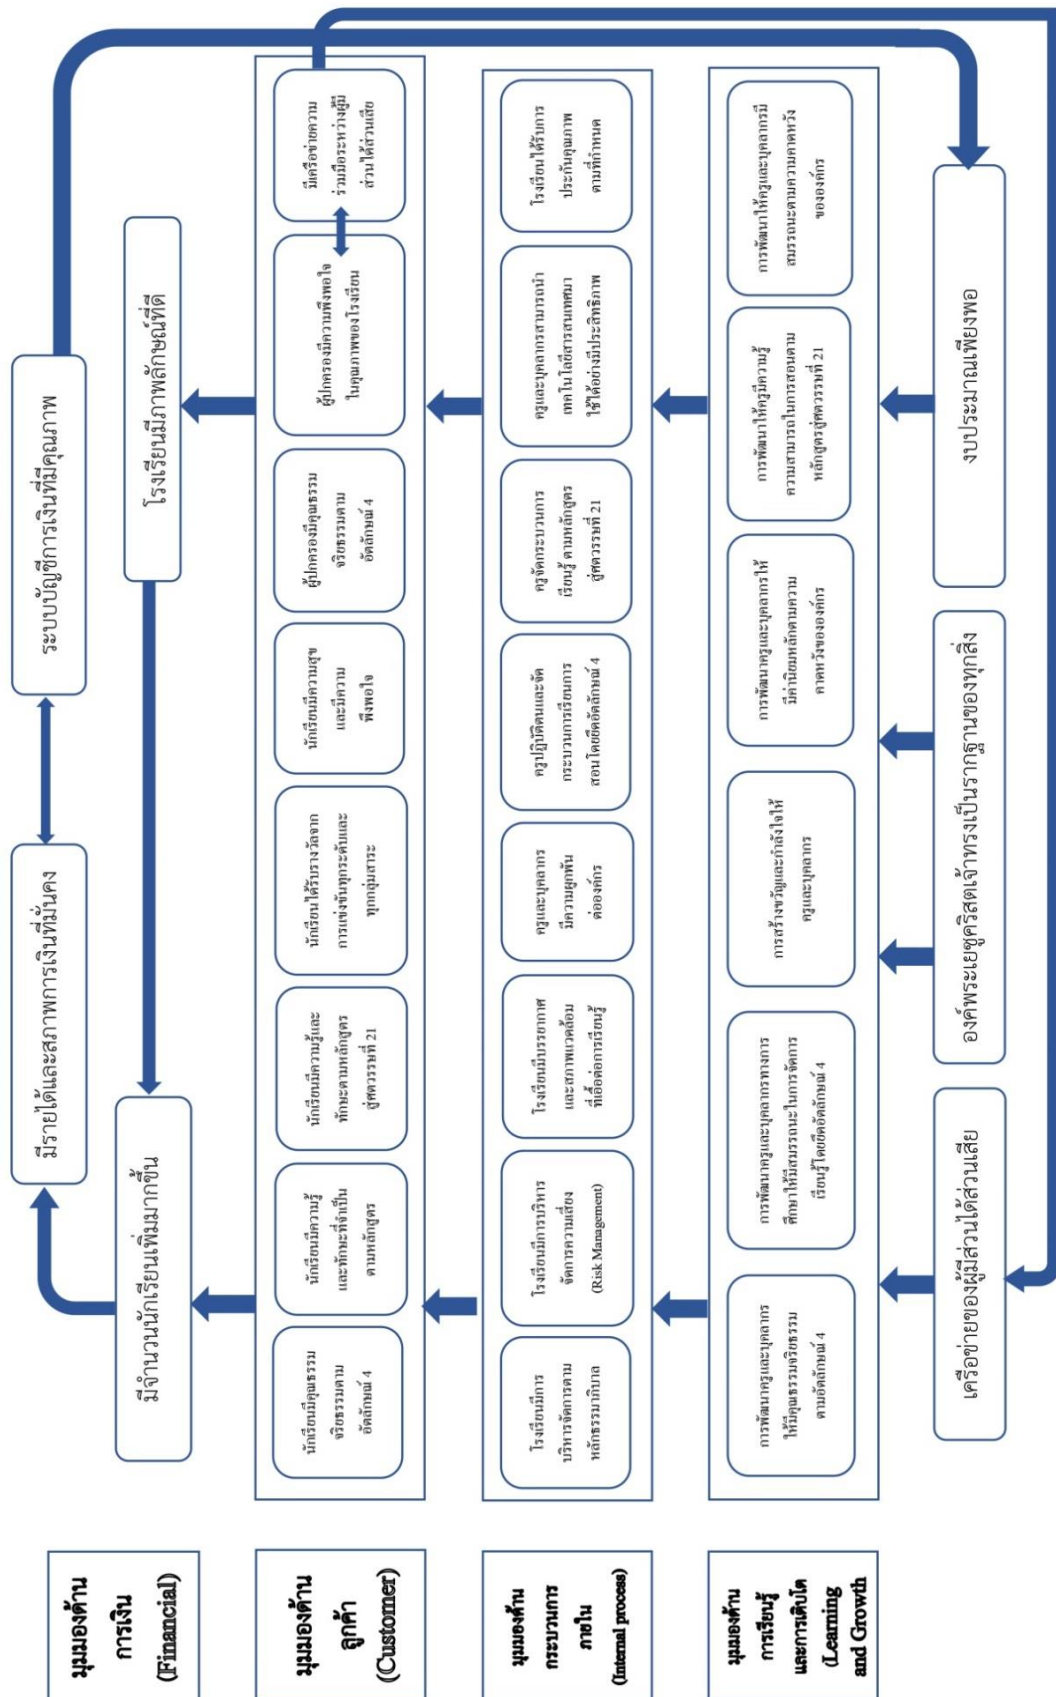 มุมมองด้าน
การเงิน
(Financial)
มีรายได้และสภาพการเงินที่มั่นคง
ระบบบัญชีการเงินที่มีคุณภาพ
มีจำนวนนักเรียนเพิ่มมากขึ้น
โรงเรียนมีภาพลักษณ์ที่ดี
มุมมองด้าน
ลูกค้า
((Customer)
นักเรียนมีคุณธรรม
จริยธรรมตาม
อัตลักษณ์ 4
นักเรียนมีความรู้
และทักษะที่จำเป็น
ตามหลักสูตร
นักเรียนมีความรู้และ
ทักษะตามหลักสูตร
สู่ศตวรรษที่ 21
นักเรียนได้รับรางวัลจาก
การแข่งขันทุกระดับและ
ทุกกลุ่มสาระ
นักเรียนมีความสุข
และมีความ
พึงพอใจ
ผู้ปกครองมีคุณธรรม
จริยธรรมตาม
อัตลักษณ์ 4
ผู้ปกครองมีความพึงพอใจ
ในคุณภาพของโรงเรียน
มีเครือข่ายความ
ร่วมมือระหว่างผู้มี
ส่วนได้ส่วนเสีย
มุมมองด้าน
กระบวนการ
ภายใน
(Internal process)
โรงเรียนมีการ
บริหารจัดการตาม
หลักธรรมาภิบาล
โรงเรียนมีการบริหาร
จัดการความเสี่ยง
(Risk Management)
โรงเรียนมีบรรยากาศ
และสภาพแวดล้อม
ที่เอื้อต่อการเรียนรู้
ครูและบุคลากร
มีความผูกพัน
ต่อองค์กร
ครูปฏิบัติตนและจัด
กระบวนการเรียนการ
สอนโดยยึดอัตลักษณ์ 4
ครูจัดกระบวนการ
เรียนรู้ ตามหลักสูตร
สู่ศตวรรษที่ 21
ครูและบุคลากรสามารถนำ
เทคโนโลยีสารสนเทศมา
ใช้ได้อย่างมีประสิทธิภาพ
โรงเรียนได้รับการ
ประกันคุณภาพ
ตามที่กำหนด
มุมมองด้าน
การเรียนรู้
และการเติบโต
(Learning
and Growth
การพัฒนาครูและบุคลากร
ให้มีคุณธรรมจริยธรรม
ตามอัตลักษณ์ 4
การพัฒนาครูและบุคลากรทางการ
ศึกษาให้มีสมรรถนะในการจัดการ
เรียนรู้โดยยึดอัตลักษณ์ 4
การสร้างขวัญและกำลังใจให้
ครูและบุคลากร
การพัฒนาครูและบุคลากรให้
มีค่านิยมหลักตามความ
คาดหวังขององค์กร
การพัฒนาให้ครูมีความรู้
ความสามารถในการสอนตาม
หลักสูตรสู่ศตวรรษที่ 21
การพัฒนาให้ครูและบุคลากรมี
สมรรถนะตามความคาดหวัง
ขององค์กร
เครือข่ายของผู้มีส่วนได้ส่วนเสีย
องค์พระเยซูคริสตเจ้าทรงเป็นรากฐานของทุกสิ่ง
งบประมาณเพียงพอ